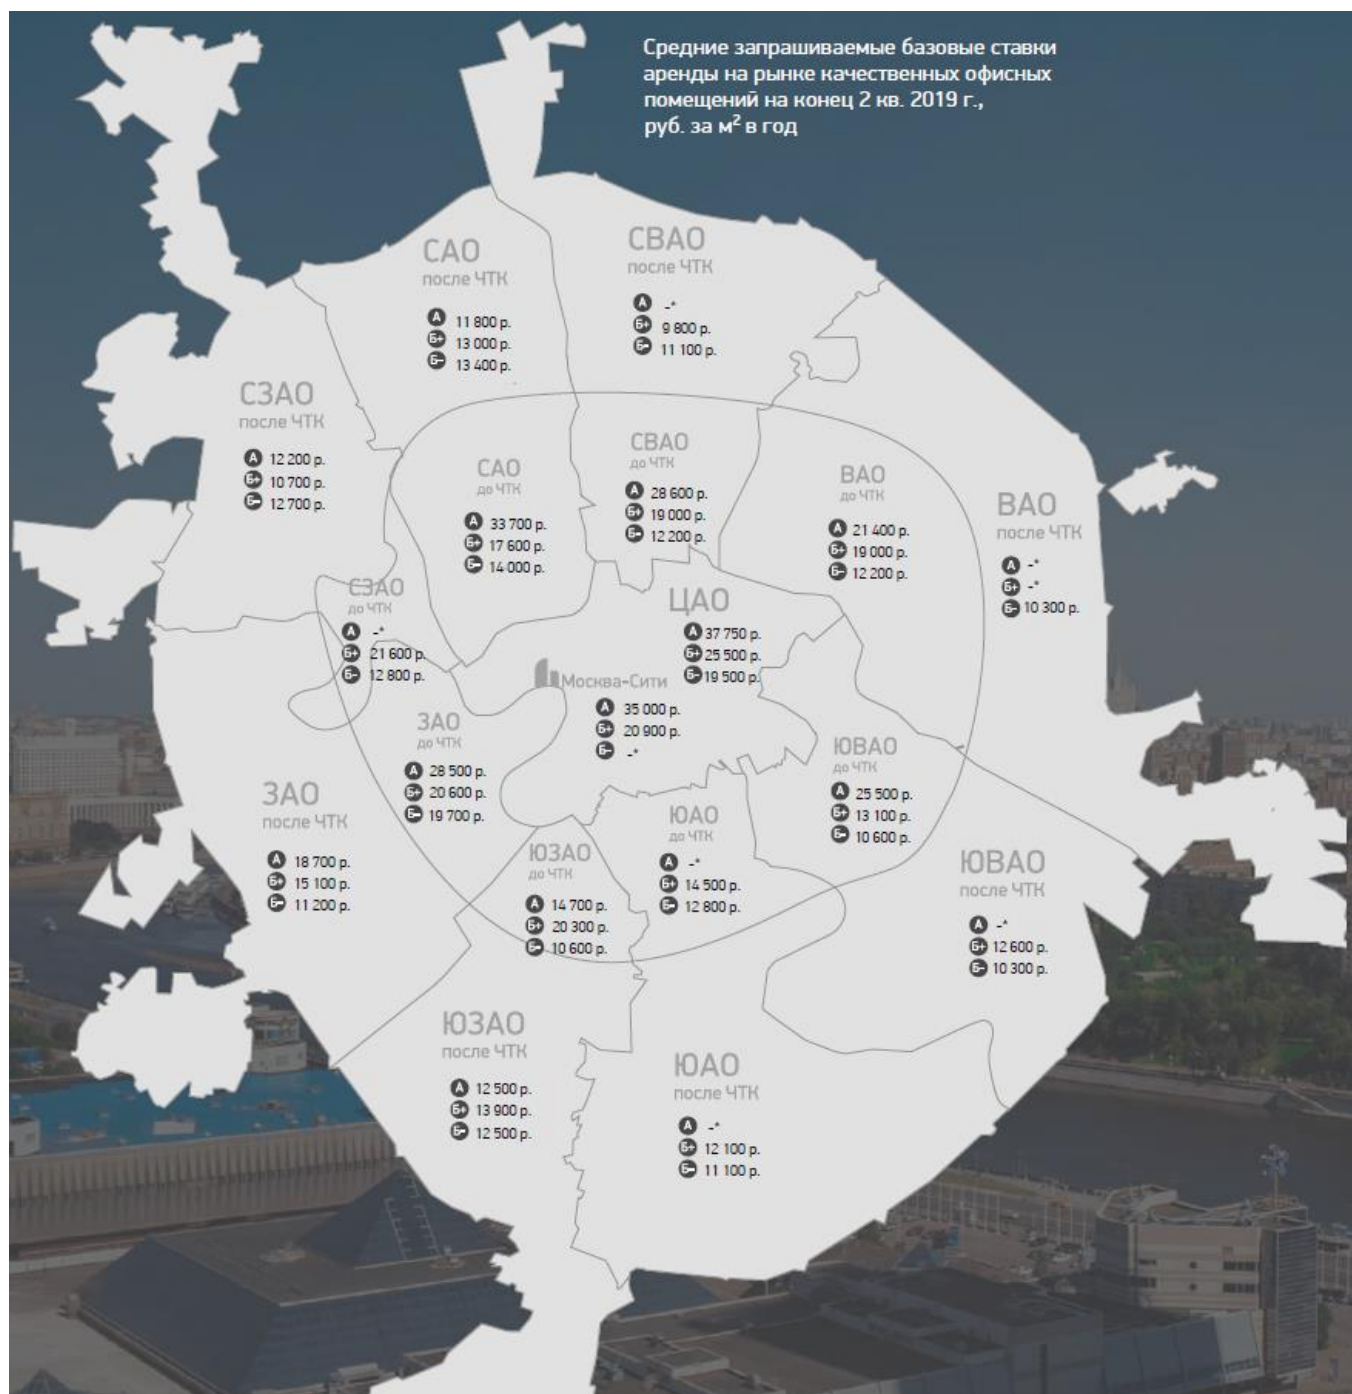 Средние запрашиваемые базовые ставки
аренды на рынке качественных офисных
помещений на конец 2 кв. 2019 г.,
руб. за м² в год
САО
после ЧТК
А 11 800 р.
Б+ 13 000 р.
Б- 13 400 р.
СВАО
после ЧТК
А -*
Б+ 9 800 р.
Б- 11 100 р.
СЗАО
после ЧТК
А 12 200 р.
Б+ 10 700 р.
Б- 12 700 р.
САО
до ЧТК
А 33 700 р.
Б+ 17 600 р.
Б- 14 000 р.
СВАО
до ЧТК
А 28 600 р.
Б+ 19 000 р.
Б- 12 200 р.
ВАО
до ЧТК
А 21 400 р.
Б+ 19 000 р.
Б- 12 200 р.
ВАО
после ЧТК
А -*
Б+ -*
Б- 10 300 р.
СЗАО
до ЧТК
А -*
Б+ 21 600 р.
Б- 12 800 р.
ЦАО
А 37 750 р.
Б+ 25 500 р.
Б- 19 500 р.
Москва-Сити
А 35 000 р.
Б+ 20 900 р.
Б- -*
ЗАО
до ЧТК
А 28 500 р.
Б+ 20 600 р.
Б- 19 700 р.
ЮВАО
до ЧТК
А 25 500 р.
Б+ 13 100 р.
Б- 10 600 р.
ЗАО
после ЧТК
А 18 700 р.
Б+ 15 100 р.
Б- 11 200 р.
ЮЗАО
до ЧТК
А 14 700 р.
Б+ 20 300 р.
Б- 10 600 р.
ЮАО
до ЧТК
А -*
Б+ 14 500 р.
Б- 12 800 р.
ЮВАО
после ЧТК
А -*
Б+ 12 600 р.
Б- 10 300 р.
ЮЗАО
после ЧТК
А 12 500 р.
Б+ 13 900 р.
Б- 12 500 р.
ЮАО
после ЧТК
А -*
Б+ 12 100 р.
Б- 11 100 р.